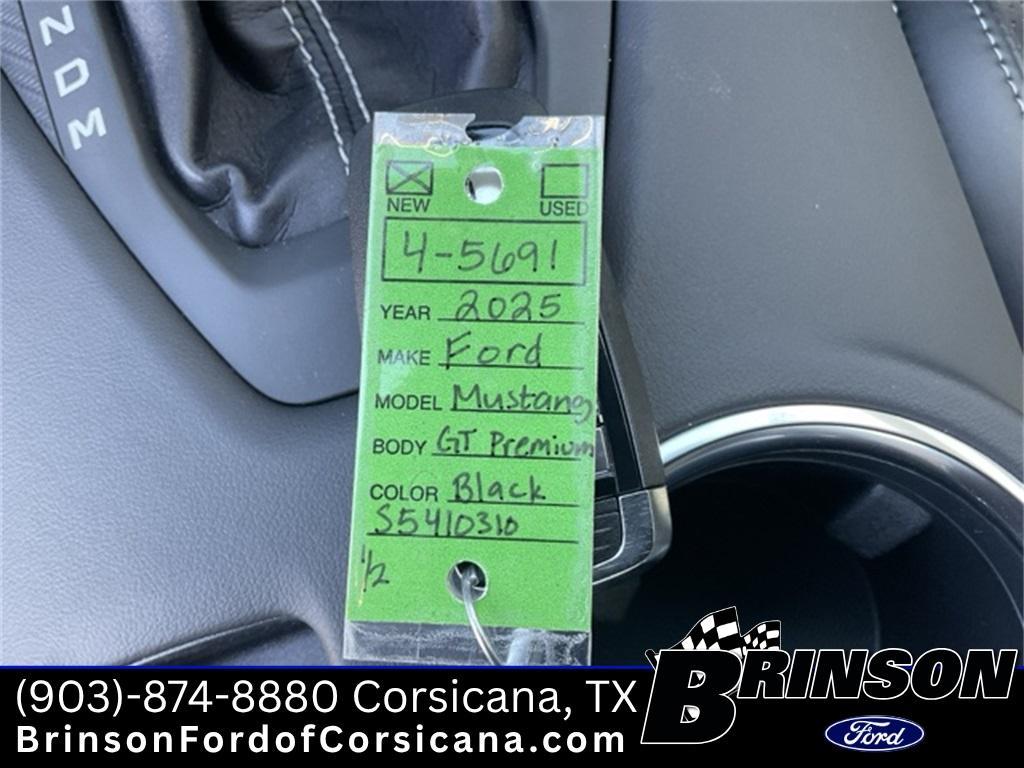 N
D
M
NEW USED
4-5691
YEAR 2025
MAKE Ford
MODEL Mustang
BODY GT Premium
COLOR Black
S5410310
1/2
(903)-874-8880 Corsicana, TX
BrinsonFordofCorsicana.com
BRINSON
Ford